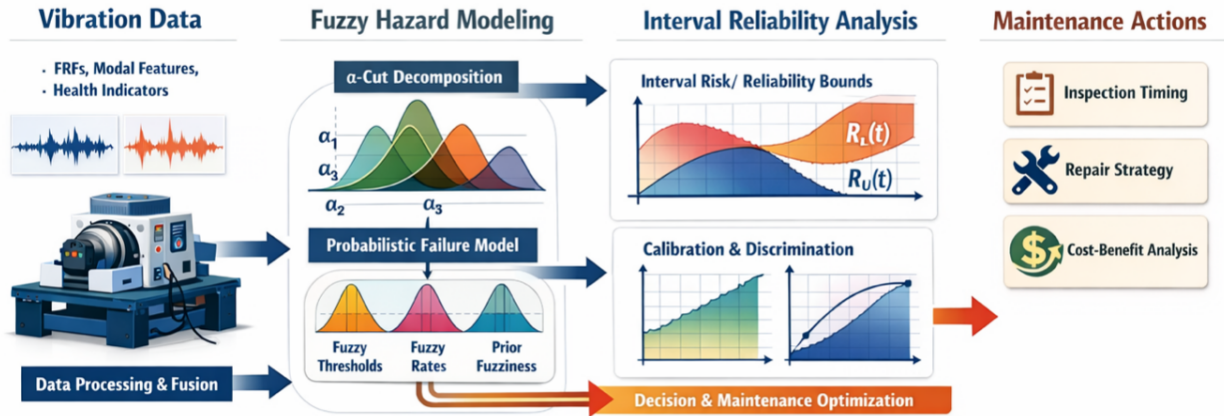 Vibration Data
• FRFs, Modal Features,
• Health Indicators
Data Processing & Fusion
Fuzzy Hazard Modeling
α-Cut Decomposition
α1
α3
α2
α3
Probabilistic Failure Model
Fuzzy
Thresholds
Fuzzy
Rates
Prior
Fuzziness
Interval Reliability Analysis
Interval Risk/ Reliability Bounds
RL(t)
RU(t)
Calibration & Discrimination
Decision & Maintenance Optimization
Maintenance Actions
Inspection Timing
Repair Strategy
$
Cost-Benefit Analysis